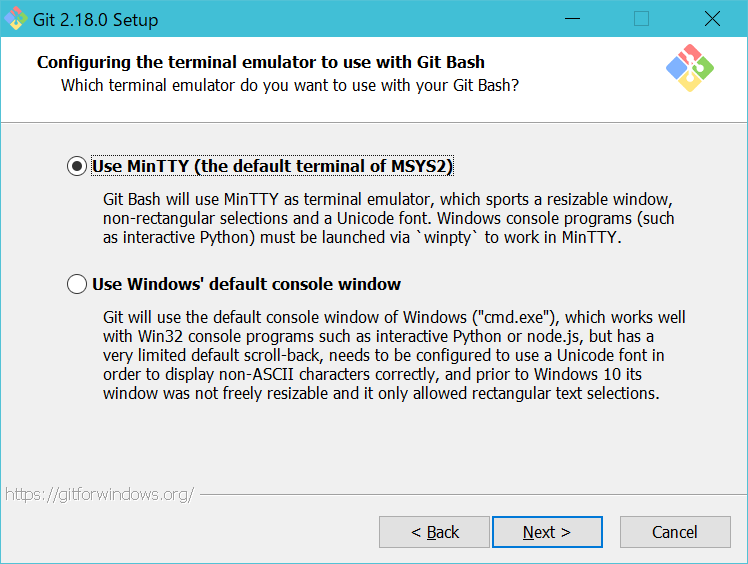 Git 2.18.0 Setup
Configuring the terminal emulator to use with Git Bash
Which terminal emulator do you want to use with your Git Bash?
Use MinTTY (the default terminal of MSYS2)
Git Bash will use MinTTY as terminal emulator, which sports a resizable window,
non-rectangular selections and a Unicode font. Windows console programs (such
as interactive Python) must be launched via `winpty` to work in MinTTY.
Use Windows' default console window
Git will use the default console window of Windows ("cmd.exe"), which works well
with Win32 console programs such as interactive Python or node.js, but has a
very limited default scroll-back, needs to be configured to use a Unicode font in
order to display non-ASCII characters correctly, and prior to Windows 10 its
window was not freely resizable and it only allowed rectangular text selections.
https://gitforwindows.org/
< Back
Next >
Cancel